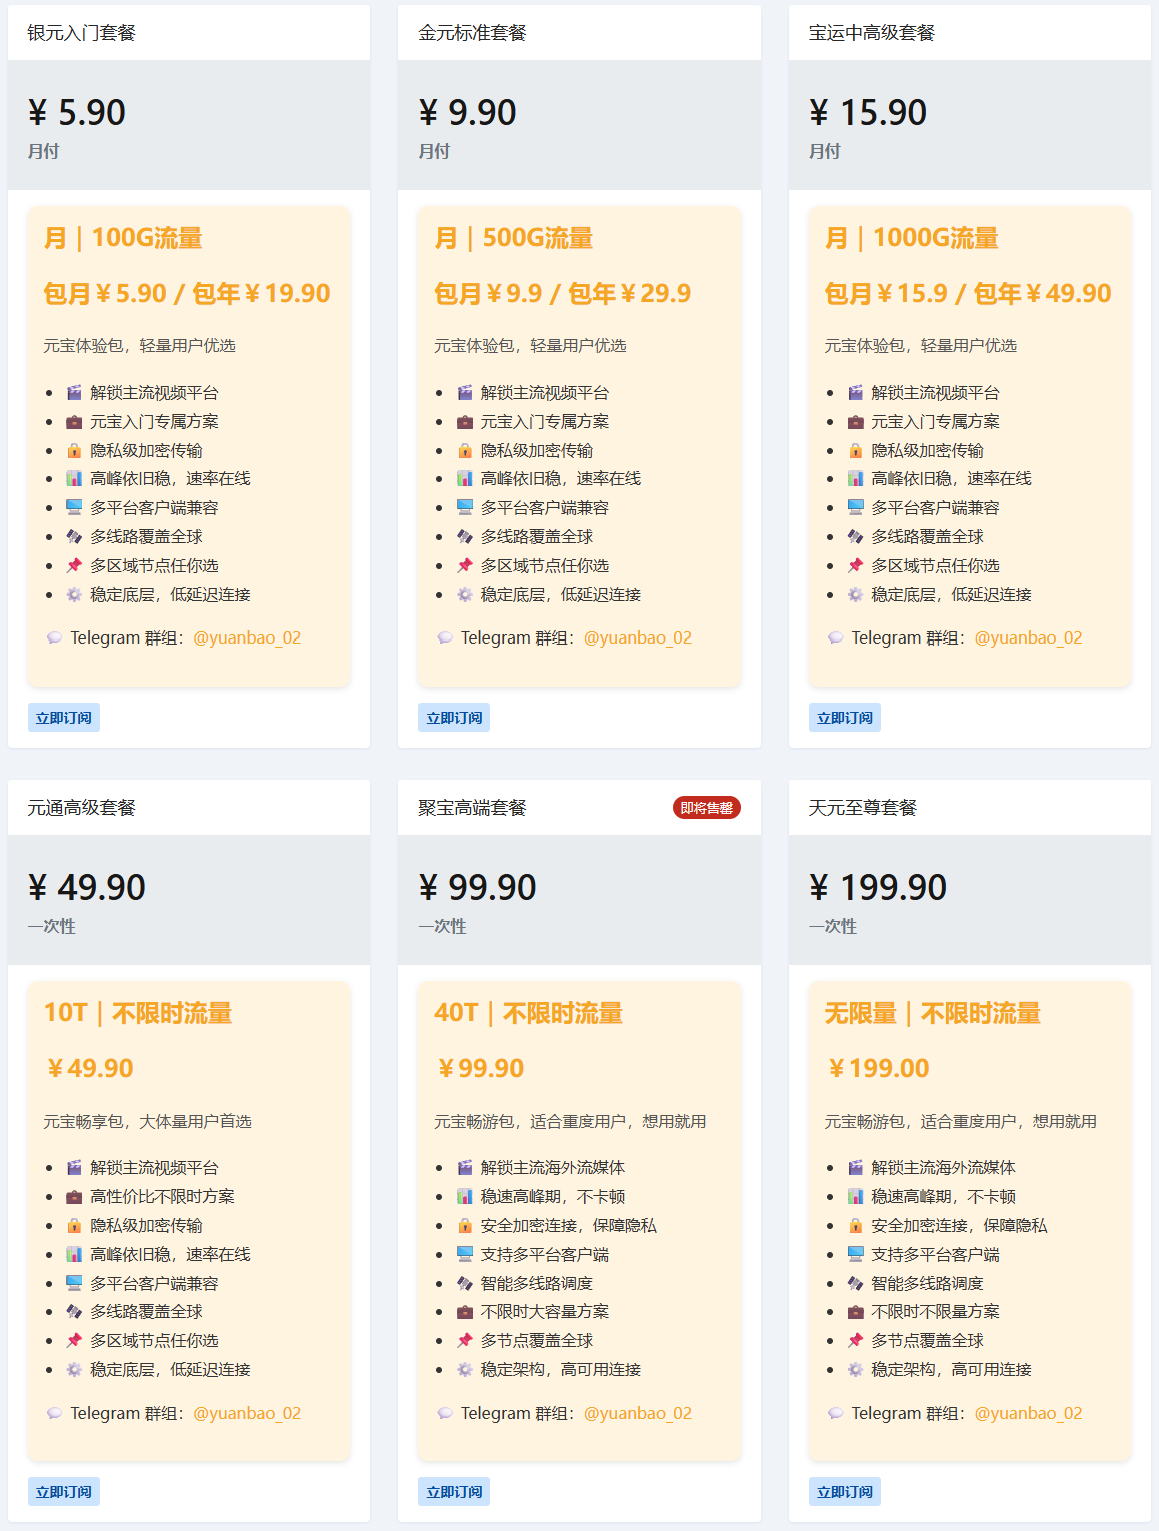 银元入门套餐
¥ 5.90
月付
月｜100G流量
包月￥5.90 / 包年￥19.90
元宝体验包，轻量用户优选
解锁主流视频平台
元宝入门专属方案
隐私级加密传输
高峰依旧稳，速率在线
多平台客户端兼容
多线路覆盖全球
多区域节点任你选
稳定底层，低延迟连接
Telegram 群组：@yuanbao_02
立即订阅
金元标准套餐
¥ 9.90
月付
月｜500G流量
包月￥9.9 / 包年￥29.9
元宝体验包，轻量用户优选
解锁主流视频平台
元宝入门专属方案
隐私级加密传输
高峰依旧稳，速率在线
多平台客户端兼容
多线路覆盖全球
多区域节点任你选
稳定底层，低延迟连接
Telegram 群组：@yuanbao_02
立即订阅
宝运中高级套餐
¥ 15.90
月付
月｜1000G流量
包月￥15.9 / 包年￥49.90
元宝体验包，轻量用户优选
解锁主流视频平台
元宝入门专属方案
隐私级加密传输
高峰依旧稳，速率在线
多平台客户端兼容
多线路覆盖全球
多区域节点任你选
稳定底层，低延迟连接
Telegram 群组：@yuanbao_02
立即订阅
元通高级套餐
¥ 49.90
一次性
10T｜不限时流量
￥49.90
元宝畅享包，大体量用户首选
解锁主流视频平台
高性价比不限时方案
隐私级加密传输
高峰依旧稳，速率在线
多平台客户端兼容
多线路覆盖全球
多区域节点任你选
稳定底层，低延迟连接
Telegram 群组：@yuanbao_02
立即订阅
聚宝高端套餐
即将售罄
¥ 99.90
一次性
40T｜不限时流量
￥99.90
元宝畅游包，适合重度用户，想用就用
解锁主流海外流媒体
稳速高峰期，不卡顿
安全加密连接，保障隐私
支持多平台客户端
智能多线路调度
不限时大容量方案
多节点覆盖全球
稳定架构，高可用连接
Telegram 群组：@yuanbao_02
立即订阅
天元至尊套餐
¥ 199.90
一次性
无限量｜不限时流量
￥199.00
元宝畅游包，适合重度用户，想用就用
解锁主流海外流媒体
稳速高峰期，不卡顿
安全加密连接，保障隐私
支持多平台客户端
智能多线路调度
不限时不限量方案
多节点覆盖全球
稳定架构，高可用连接
Telegram 群组：@yuanbao_02
立即订阅